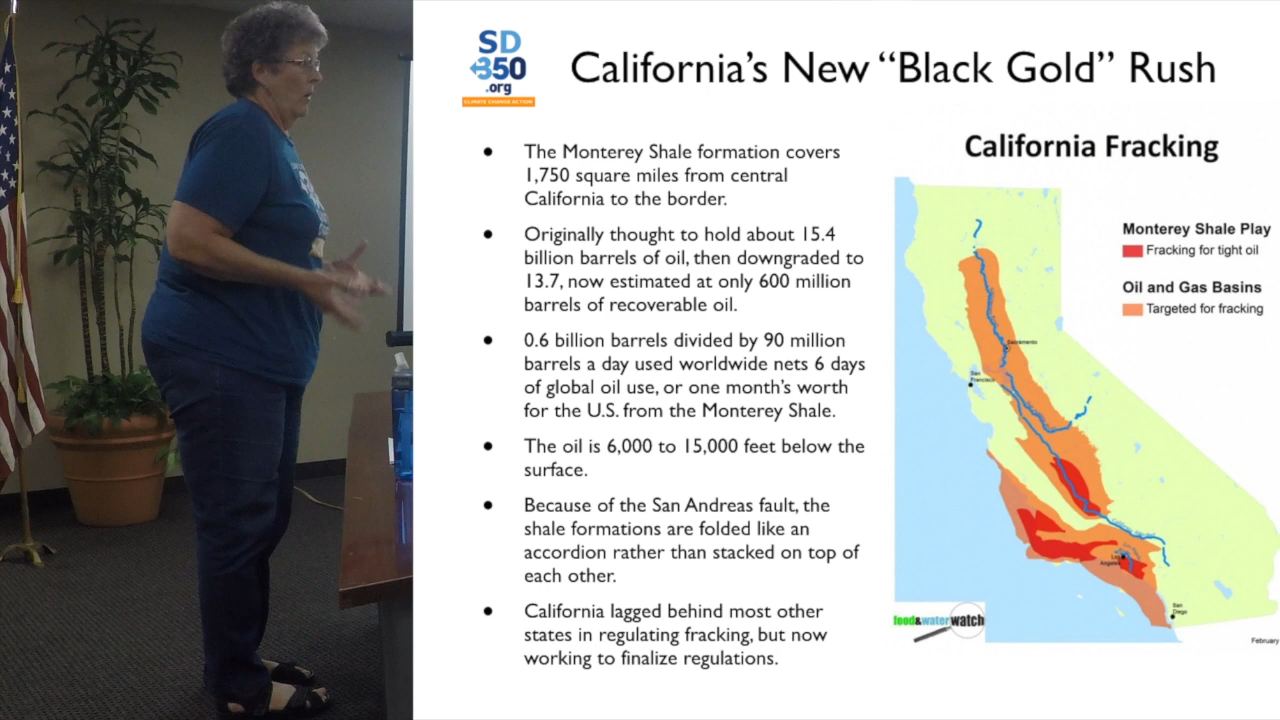 SD
350
.org
CLIMATE CHANGE ACTION
California's New “Black Gold” Rush
• The Monterey Shale formation covers
1,750 square miles from central
California to the border.
• Originally thought to hold about 15.4
billion barrels of oil, then downgraded to
13.7, now estimated at only 600 million
barrels of recoverable oil.
• 0.6 billion barrels divided by 90 million
barrels a day used worldwide nets 6 days
of global oil use, or one month's worth
for the U.S. from the Monterey Shale.
• The oil is 6,000 to 15,000 feet below the
surface.
• Because of the San Andreas fault, the
shale formations are folded like an
accordion rather than stacked on top of
each other.
• California lagged behind most other
states in regulating fracking, but now
working to finalize regulations.
California Fracking
Monterey Shale Play
Fracking for tight oil
Oil and Gas Basins
Targeted for fracking
Sacramento
San
Francisco
Los
Angeles
San
Diego
food&waterwatch
February